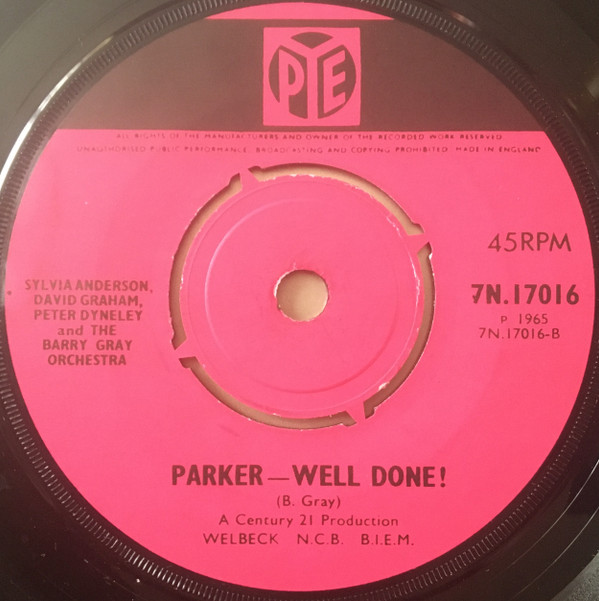 PYE
ALL RIGHTS OF THE MANUFACTURERS AND OWNER OF THE RECORDED WORK RESERVED
UNAUTHORISED PUBLIC PERFORMANCE, BROADCASTING AND COPYING PROHIBITED. MADE IN ENGLAND
45RPM
7N.17016
P 1965
7N.17016-B
SYLVIA ANDERSON,
DAVID GRAHAM,
PETER DYNELEY
and THE
BARRY GRAY
ORCHESTRA
PARKER—WELL DONE!
(B. Gray)
A Century 21 Production
WELBECK N.C.B. B.I.E.M.